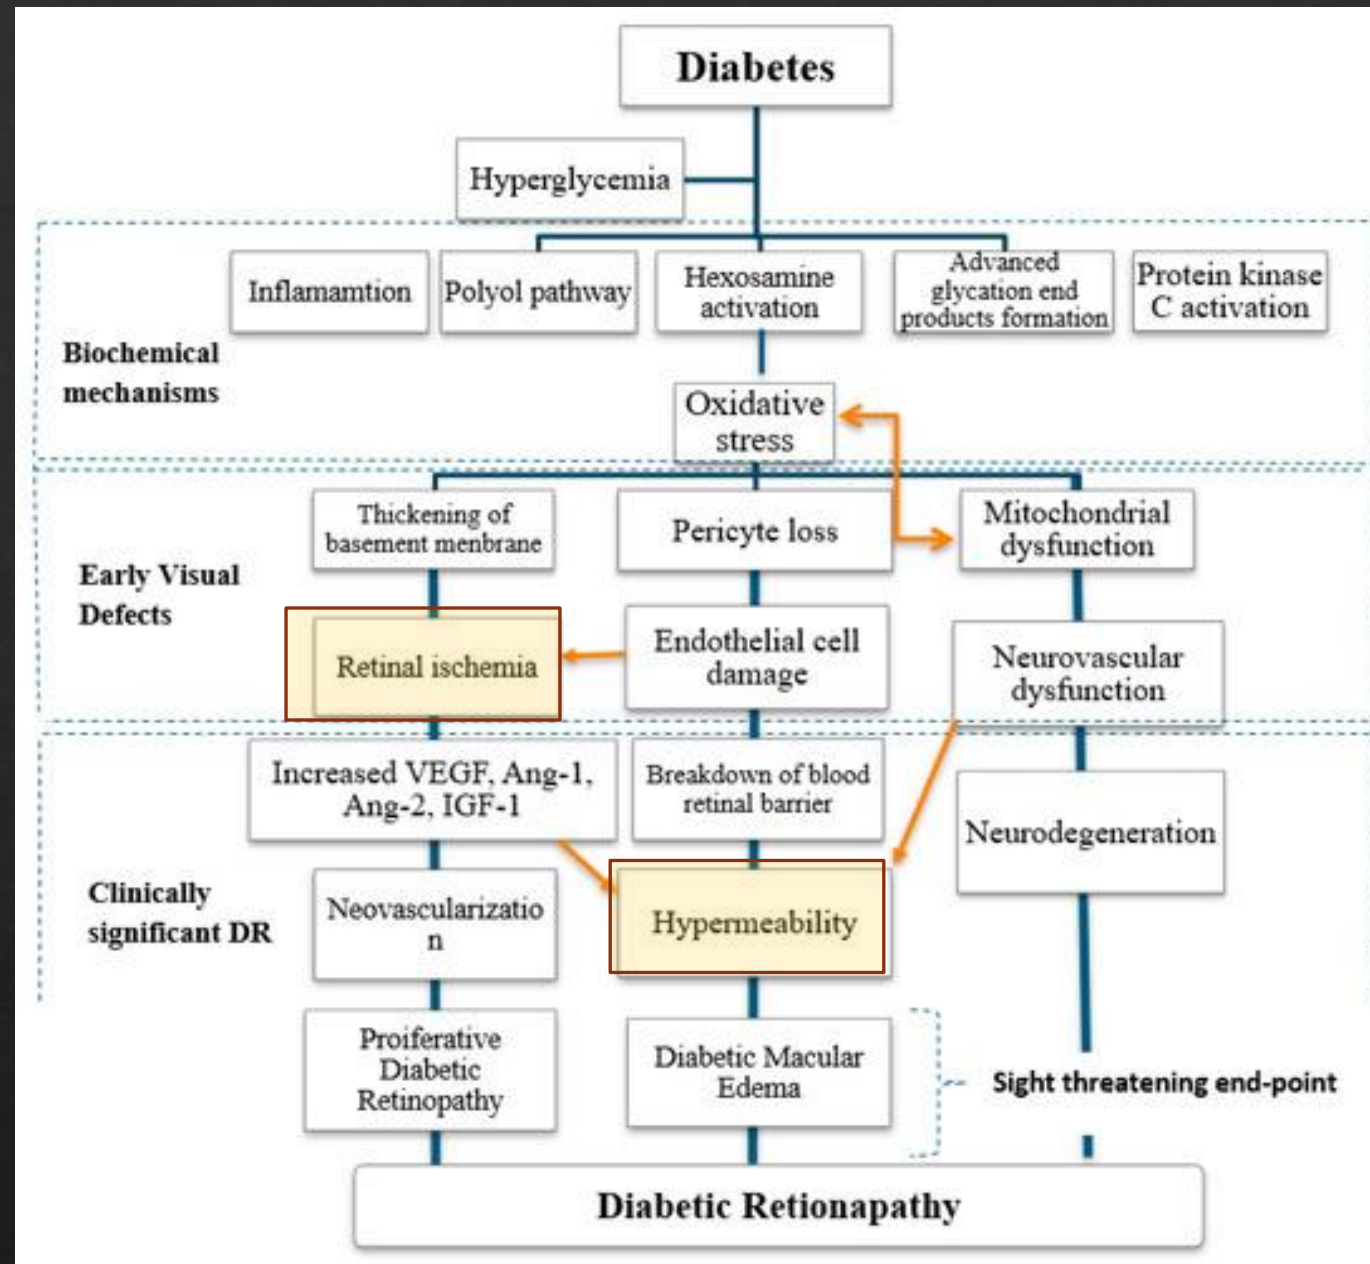 Diabetes
Hyperglycemia
Inflamamtion
Polyol pathway
Hexosamine
activation
Advanced
glycation end
products formation
Protein kinase
C activation
Biochemical
mechanisms
Oxidative
stress
Thickening of
basement menbrane
Pericyte loss
Mitochondrial
dysfunction
Early Visual
Defects
Retinal ischemia
Endothelial cell
damage
Neurovascular
dysfunction
Increased VEGF, Ang-1,
Ang-2, IGF-1
Breakdown of blood
retinal barrier
Neurodegeneration
Clinically
significant DR
Neovascularizatio
n
Hypermeability
Proiferative
Diabetic
Retinopathy
Diabetic Macular
Edema
Sight threatening end-point
Diabetic Retionapathy